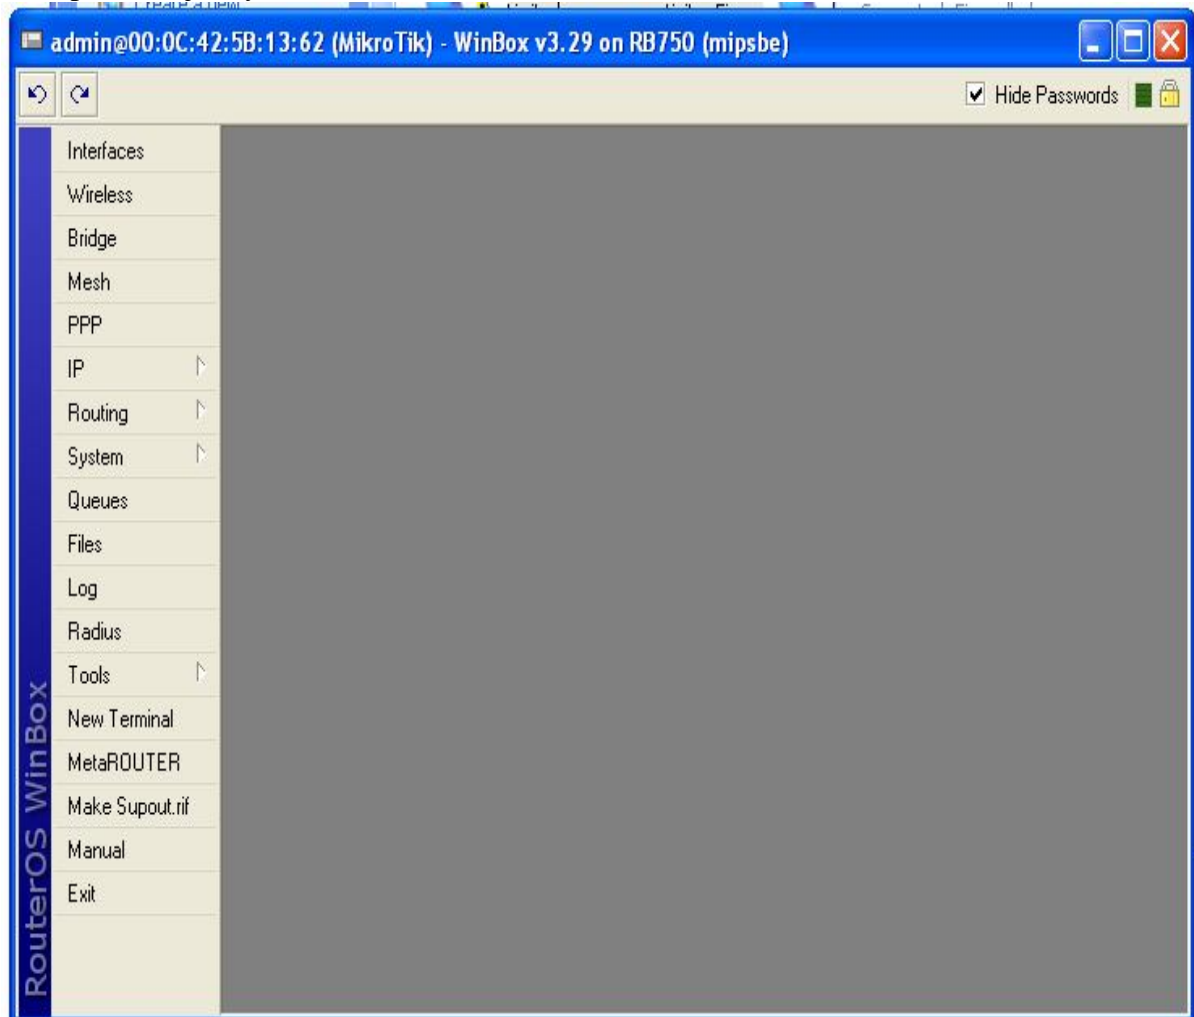 admin@00:0C:42:5B:13:62 (MikroTik) - WinBox v3.29 on RB750 (mipsbe)
Hide Passwords
Interfaces
Wireless
Bridge
Mesh
PPP
IP
Routing
System
Queues
Files
Log
Radius
Tools
New Terminal
MetaROUTER
Make Supout.rif
Manual
Exit
RouterOS WinBox